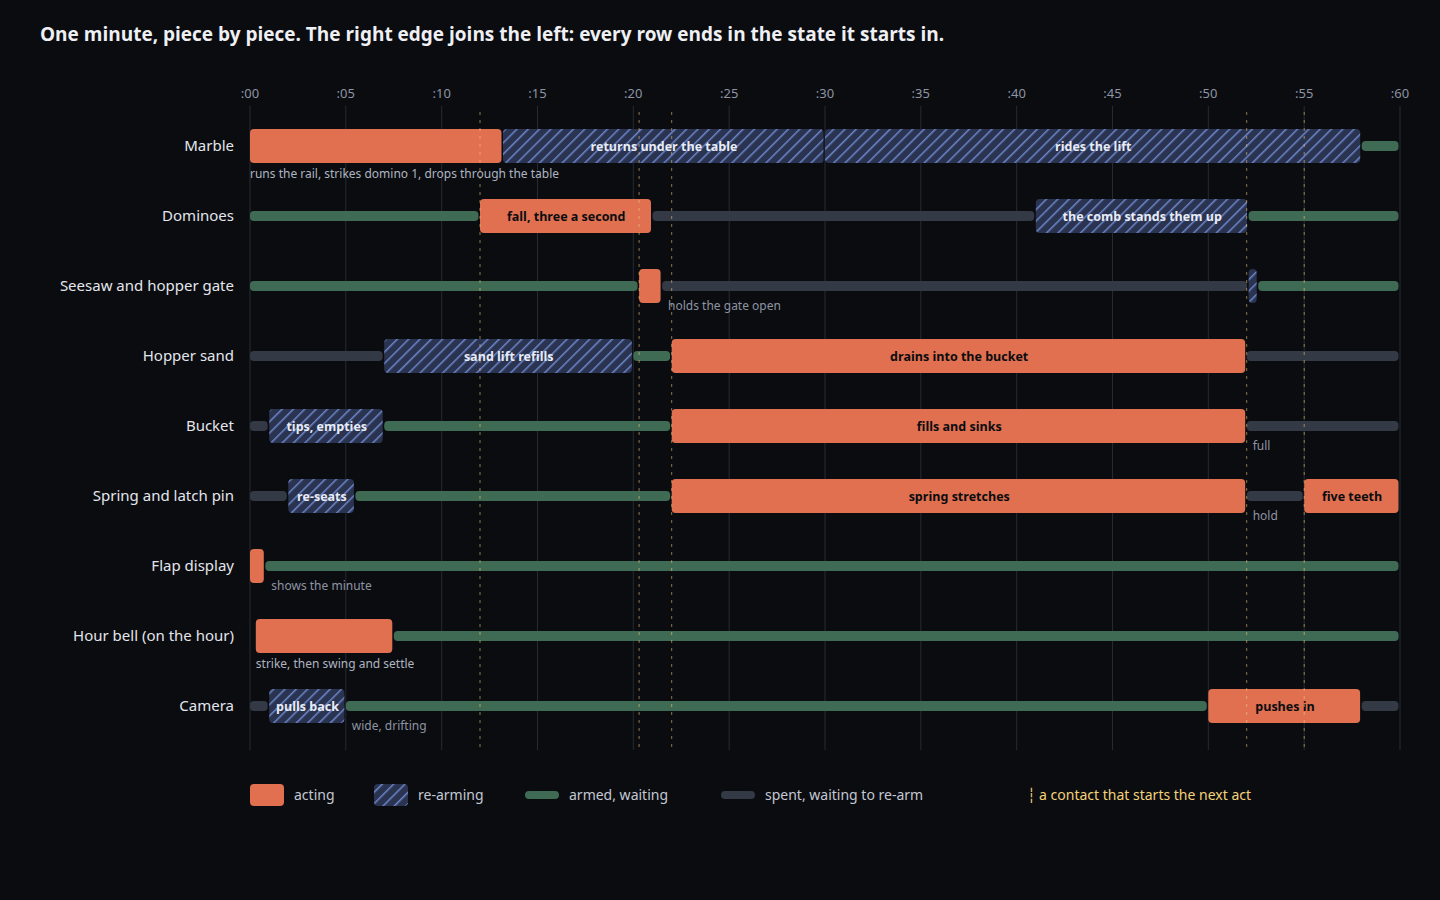 One minute, piece by piece. The right edge joins the left: every row ends in the state it starts in.
:00 :05 :10 :15 :20 :25 :30 :35 :40 :45 :50 :55 :60
Marble
returns under the table
rides the lift
runs the rail, strikes domino 1, drops through the table
Dominoes
fall, three a second
the comb stands them up
Seesaw and hopper gate
holds the gate open
Hopper sand
sand lift refills
drains into the bucket
Bucket
tips, empties
fills and sinks
full
Spring and latch pin
re-seats
spring stretches
five teeth
hold
Flap display
shows the minute
Hour bell (on the hour)
strike, then swing and settle
Camera
pulls back
pushes in
wide, drifting
acting
re-arming
armed, waiting
spent, waiting to re-arm
a contact that starts the next act